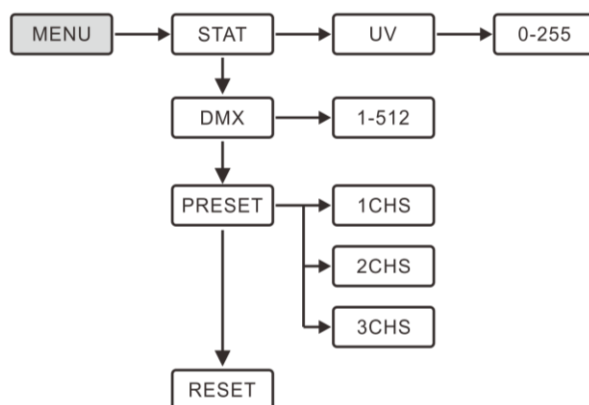 MENU STAT UV 0-255
DMX 1-512
PRESET 1CHS
2CHS
3CHS
RESET